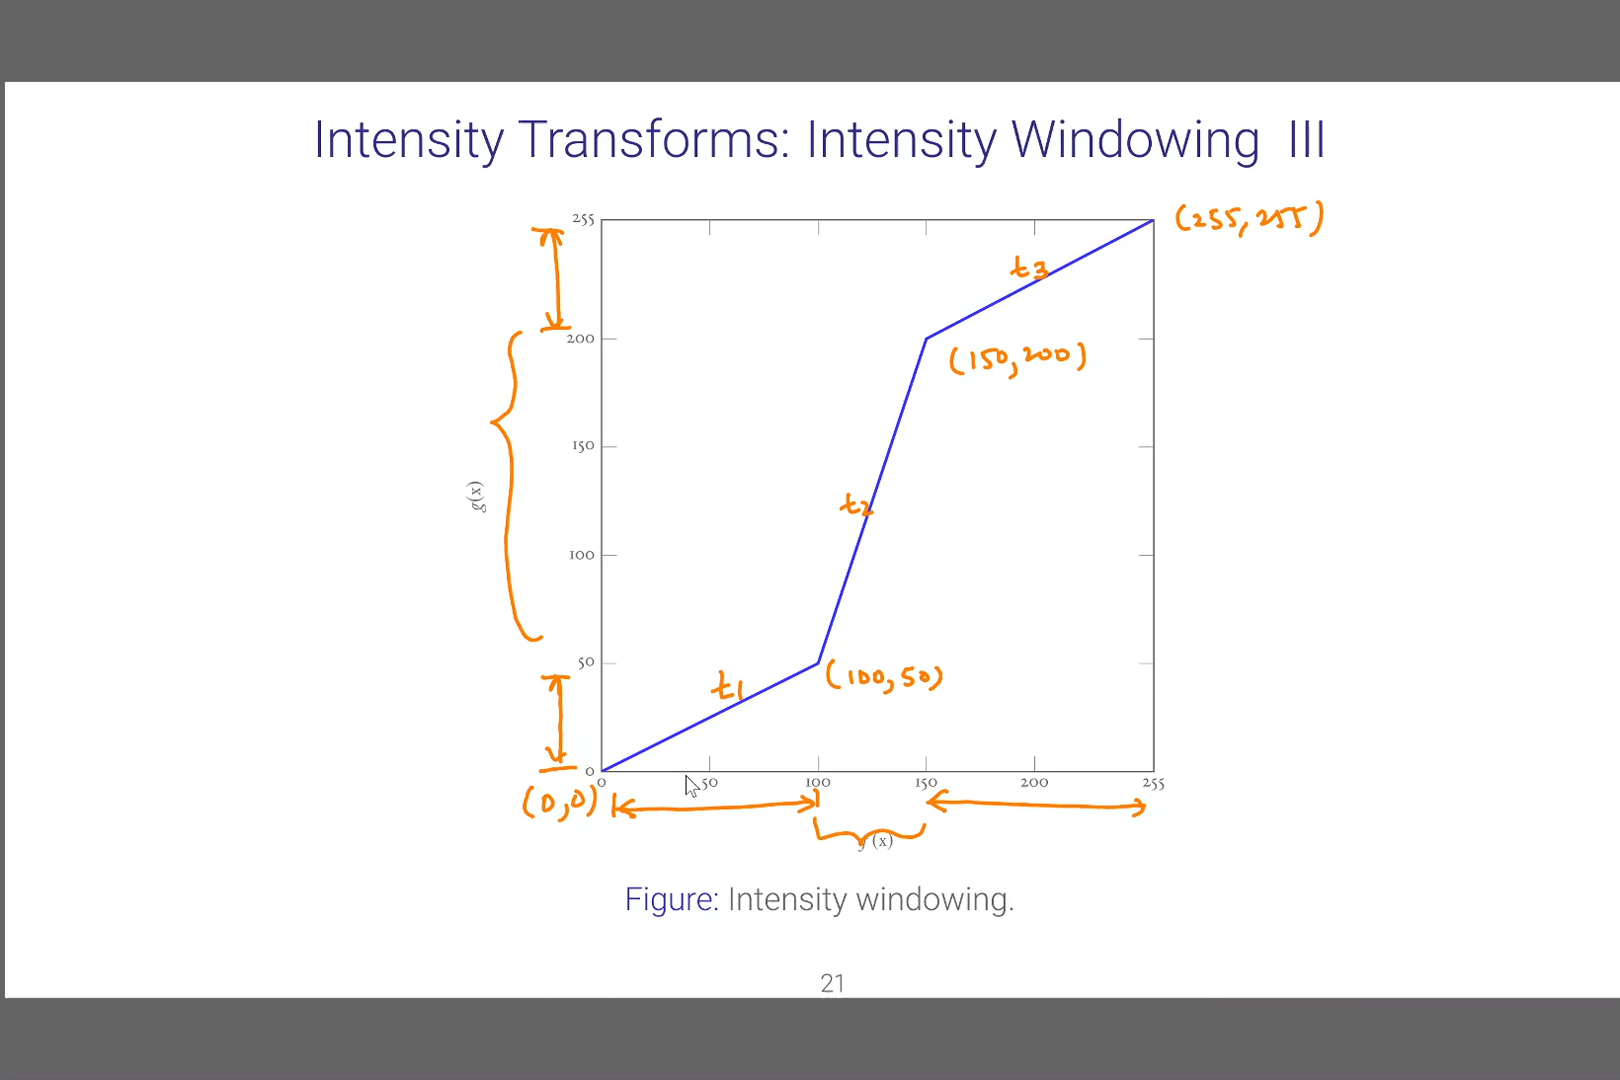 Intensity Transforms: Intensity Windowing III
255
(255,255)
t3
200
(150,200)
150
g(x)
t2
100
50
(100,50)
t1
0
0 50 100 150 200 255
(0,0)
(x)
Figure: Intensity windowing.
21